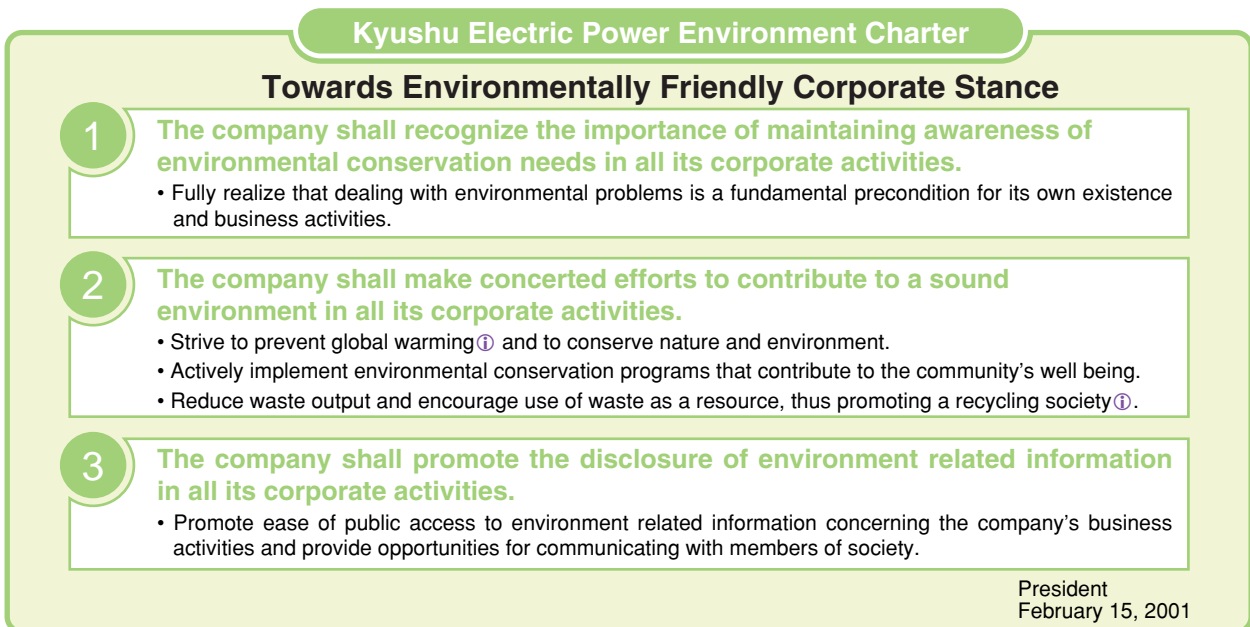 Kyushu Electric Power Environment Charter
Towards Environmentally Friendly Corporate Stance
1
The company shall recognize the importance of maintaining awareness of
environmental conservation needs in all its corporate activities.
• Fully realize that dealing with environmental problems is a fundamental precondition for its own existence
and business activities.
2
The company shall make concerted efforts to contribute to a sound
environment in all its corporate activities.
• Strive to prevent global warmingⓘ and to conserve nature and environment.
• Actively implement environmental conservation programs that contribute to the community’s well being.
• Reduce waste output and encourage use of waste as a resource, thus promoting a recycling societyⓘ.
3
The company shall promote the disclosure of environment related information
in all its corporate activities.
• Promote ease of public access to environment related information concerning the company’s business
activities and provide opportunities for communicating with members of society.
President
February 15, 2001